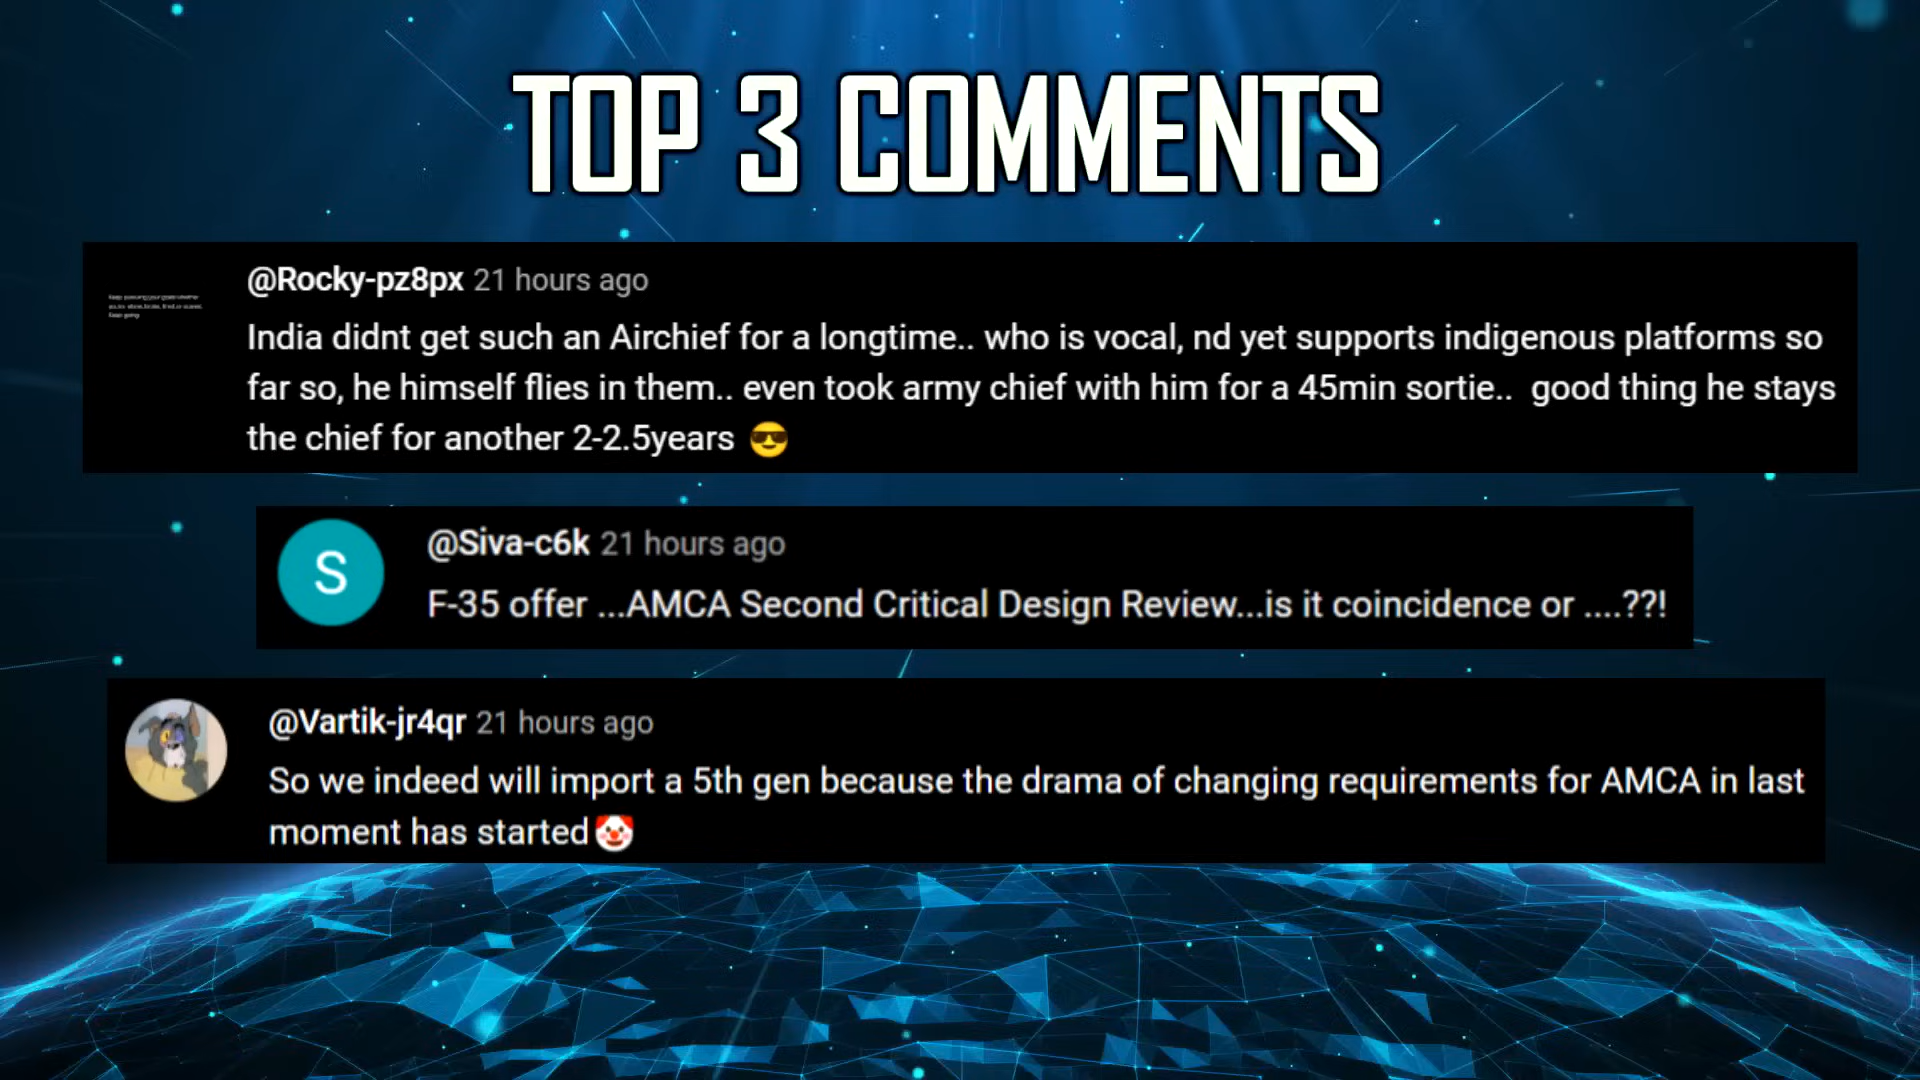 TOP 3 COMMENTS
@Rocky-pz8px 21 hours ago
India didnt get such an Airchief for a longtime.. who is vocal, nd yet supports indigenous platforms so
far so, he himself flies in them.. even took army chief with him for a 45min sortie.. good thing he stays
the chief for another 2-2.5years 😎
S
@Siva-c6k 21 hours ago
F-35 offer ...AMCA Second Critical Design Review...is it coincidence or ....??!
@Vartik-jr4qr 21 hours ago
So we indeed will import a 5th gen because the drama of changing requirements for AMCA in last
moment has started🤡